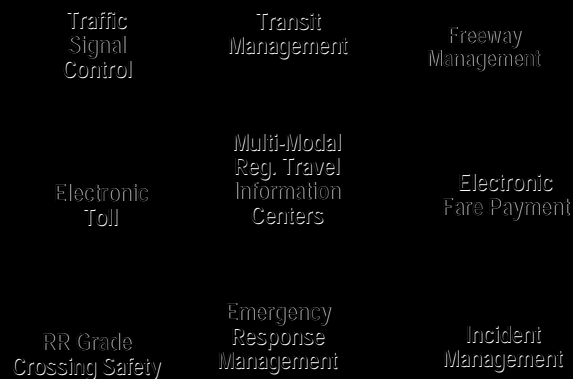 Traffic
Signal
Control
Transit
Management
Freeway
Management
Electronic
Toll
Multi-Modal
Reg. Travel
Information
Centers
Electronic
Fare Payment
RR Grade
Crossing Safety
Emergency
Response
Management
Incident
Management